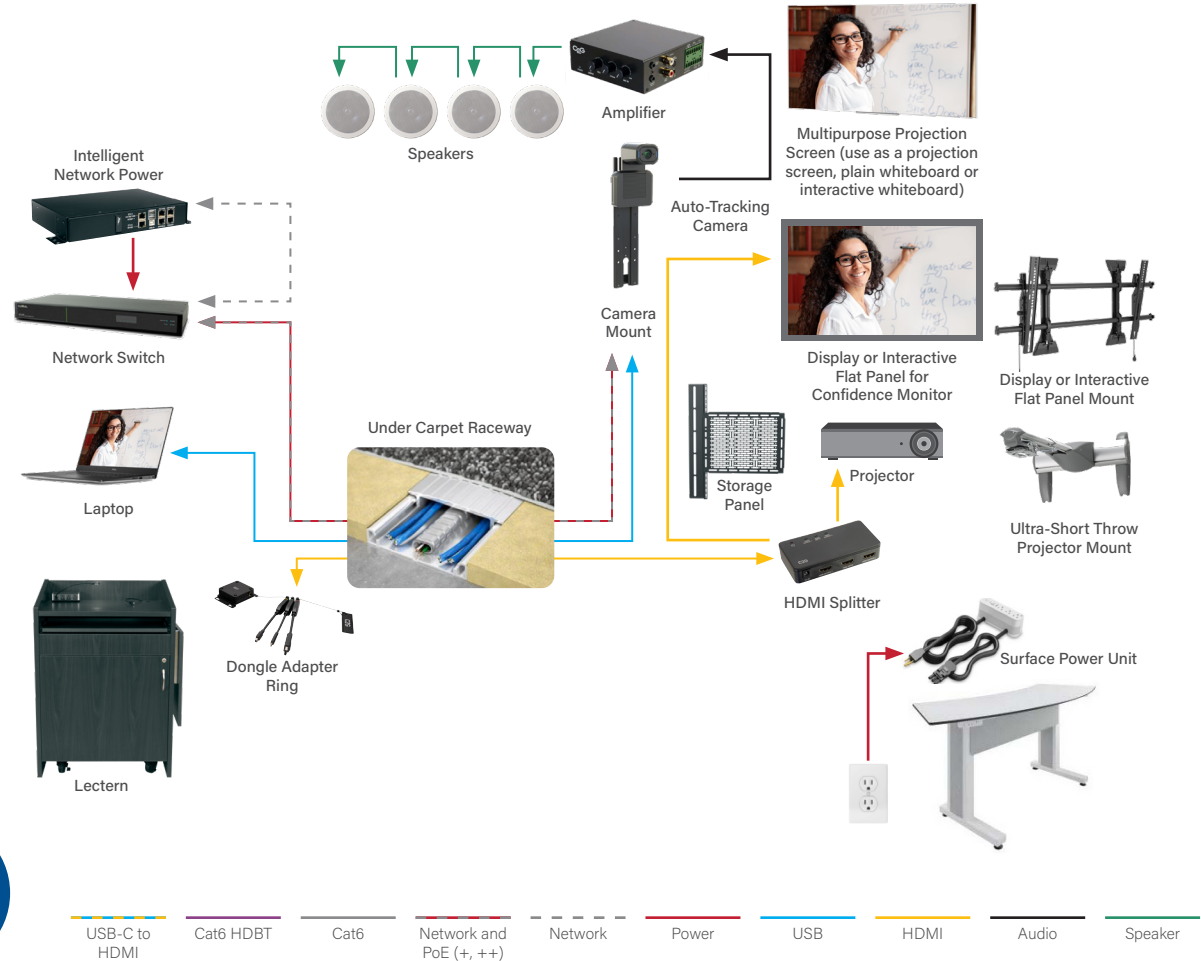 Amplifier
Speakers
Multipurpose Projection
Screen (use as a projection
screen, plain whiteboard or
interactive whiteboard)
Intelligent
Network Power
Auto-Tracking
Camera
Camera
Mount
Network Switch
Display or Interactive
Flat Panel for
Confidence Monitor
Display or Interactive
Flat Panel Mount
Under Carpet Raceway
Laptop
Storage
Panel
Projector
Ultra-Short Throw
Projector Mount
HDMI Splitter
Dongle Adapter
Ring
Surface Power Unit
Lectern
USB-C to
HDMI
Cat6 HDBT
Cat6
Network and
PoE (+, ++)
Network
Power
USB
HDMI
Audio
Speaker